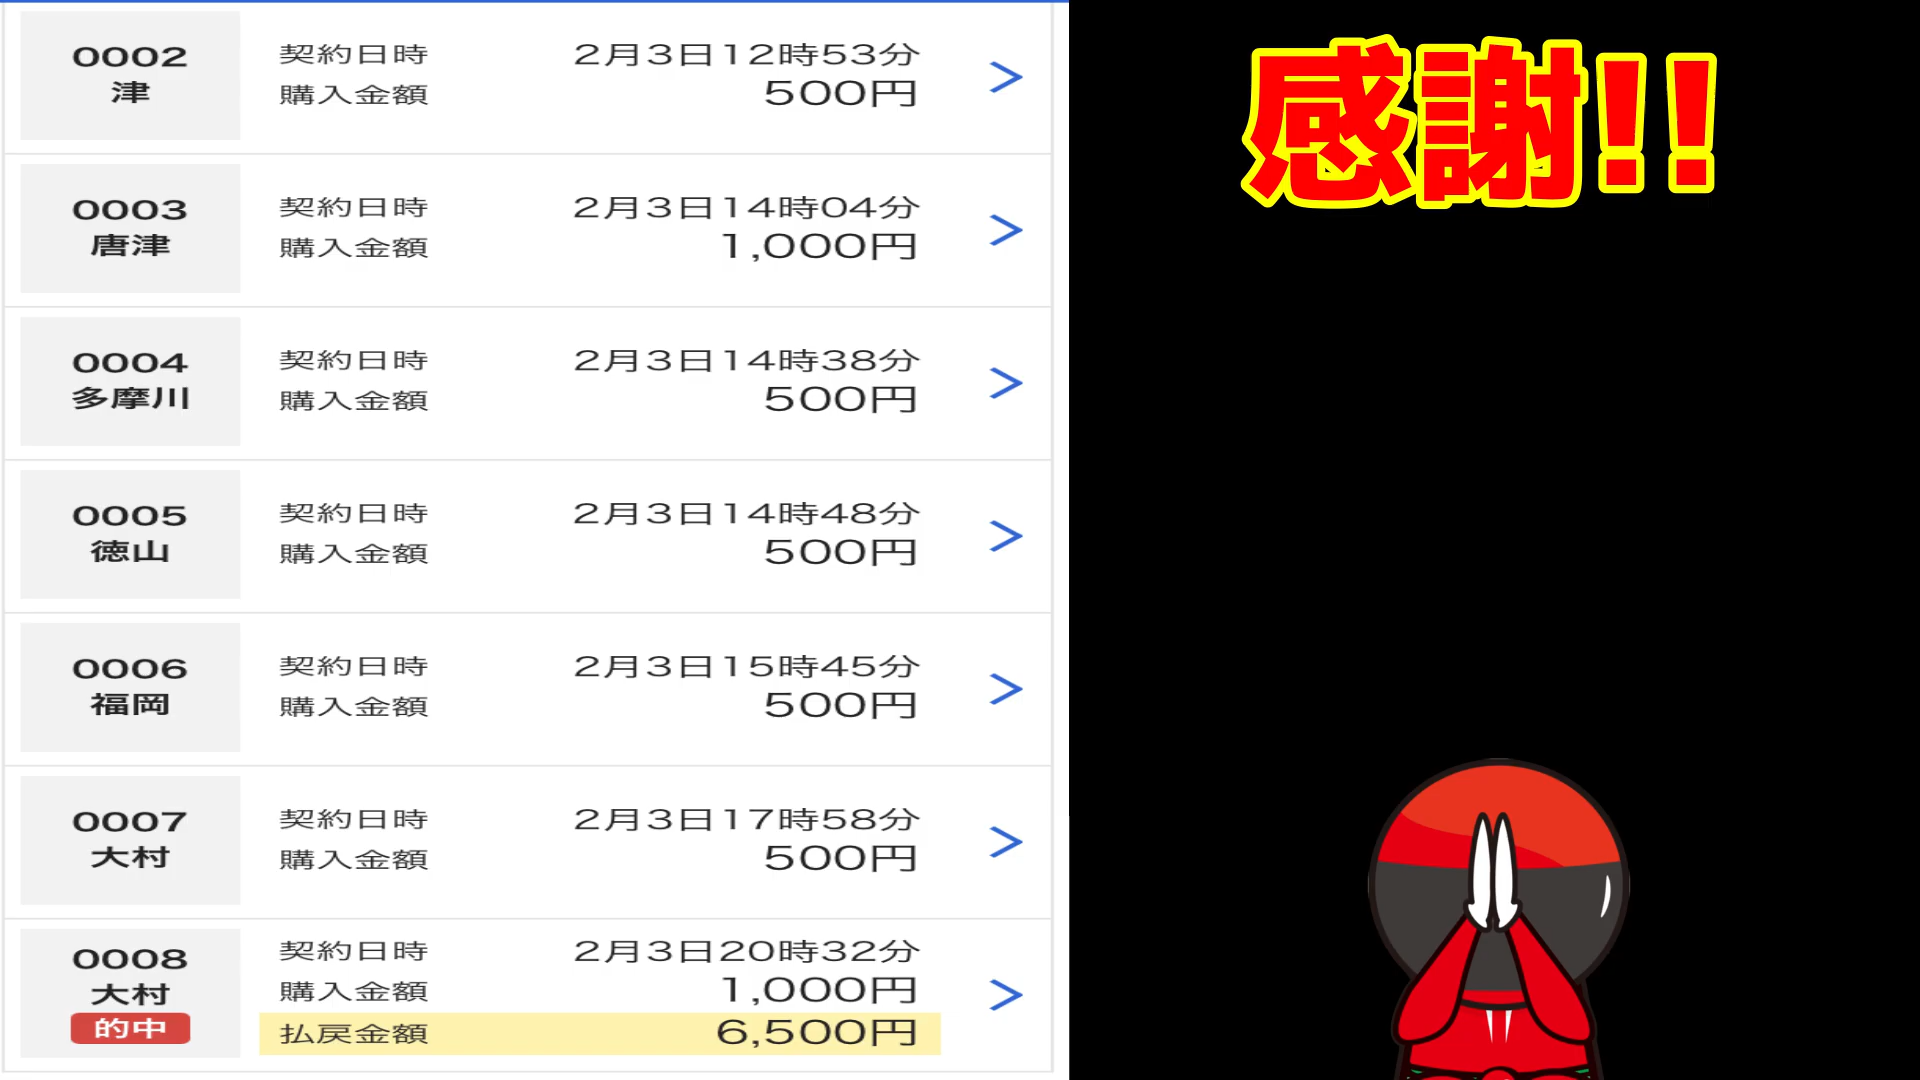 0002
津
契約日時 2月3日12時53分
購入金額 500円
0003
唐津
契約日時 2月3日14時04分
購入金額 1,000円
0004
多摩川
契約日時 2月3日14時38分
購入金額 500円
0005
徳山
契約日時 2月3日14時48分
購入金額 500円
0006
福岡
契約日時 2月3日15時45分
購入金額 500円
0007
大村
契約日時 2月3日17時58分
購入金額 500円
0008
大村
的中
契約日時 2月3日20時32分
購入金額 1,000円
払戻金額 6,500円
感謝!!